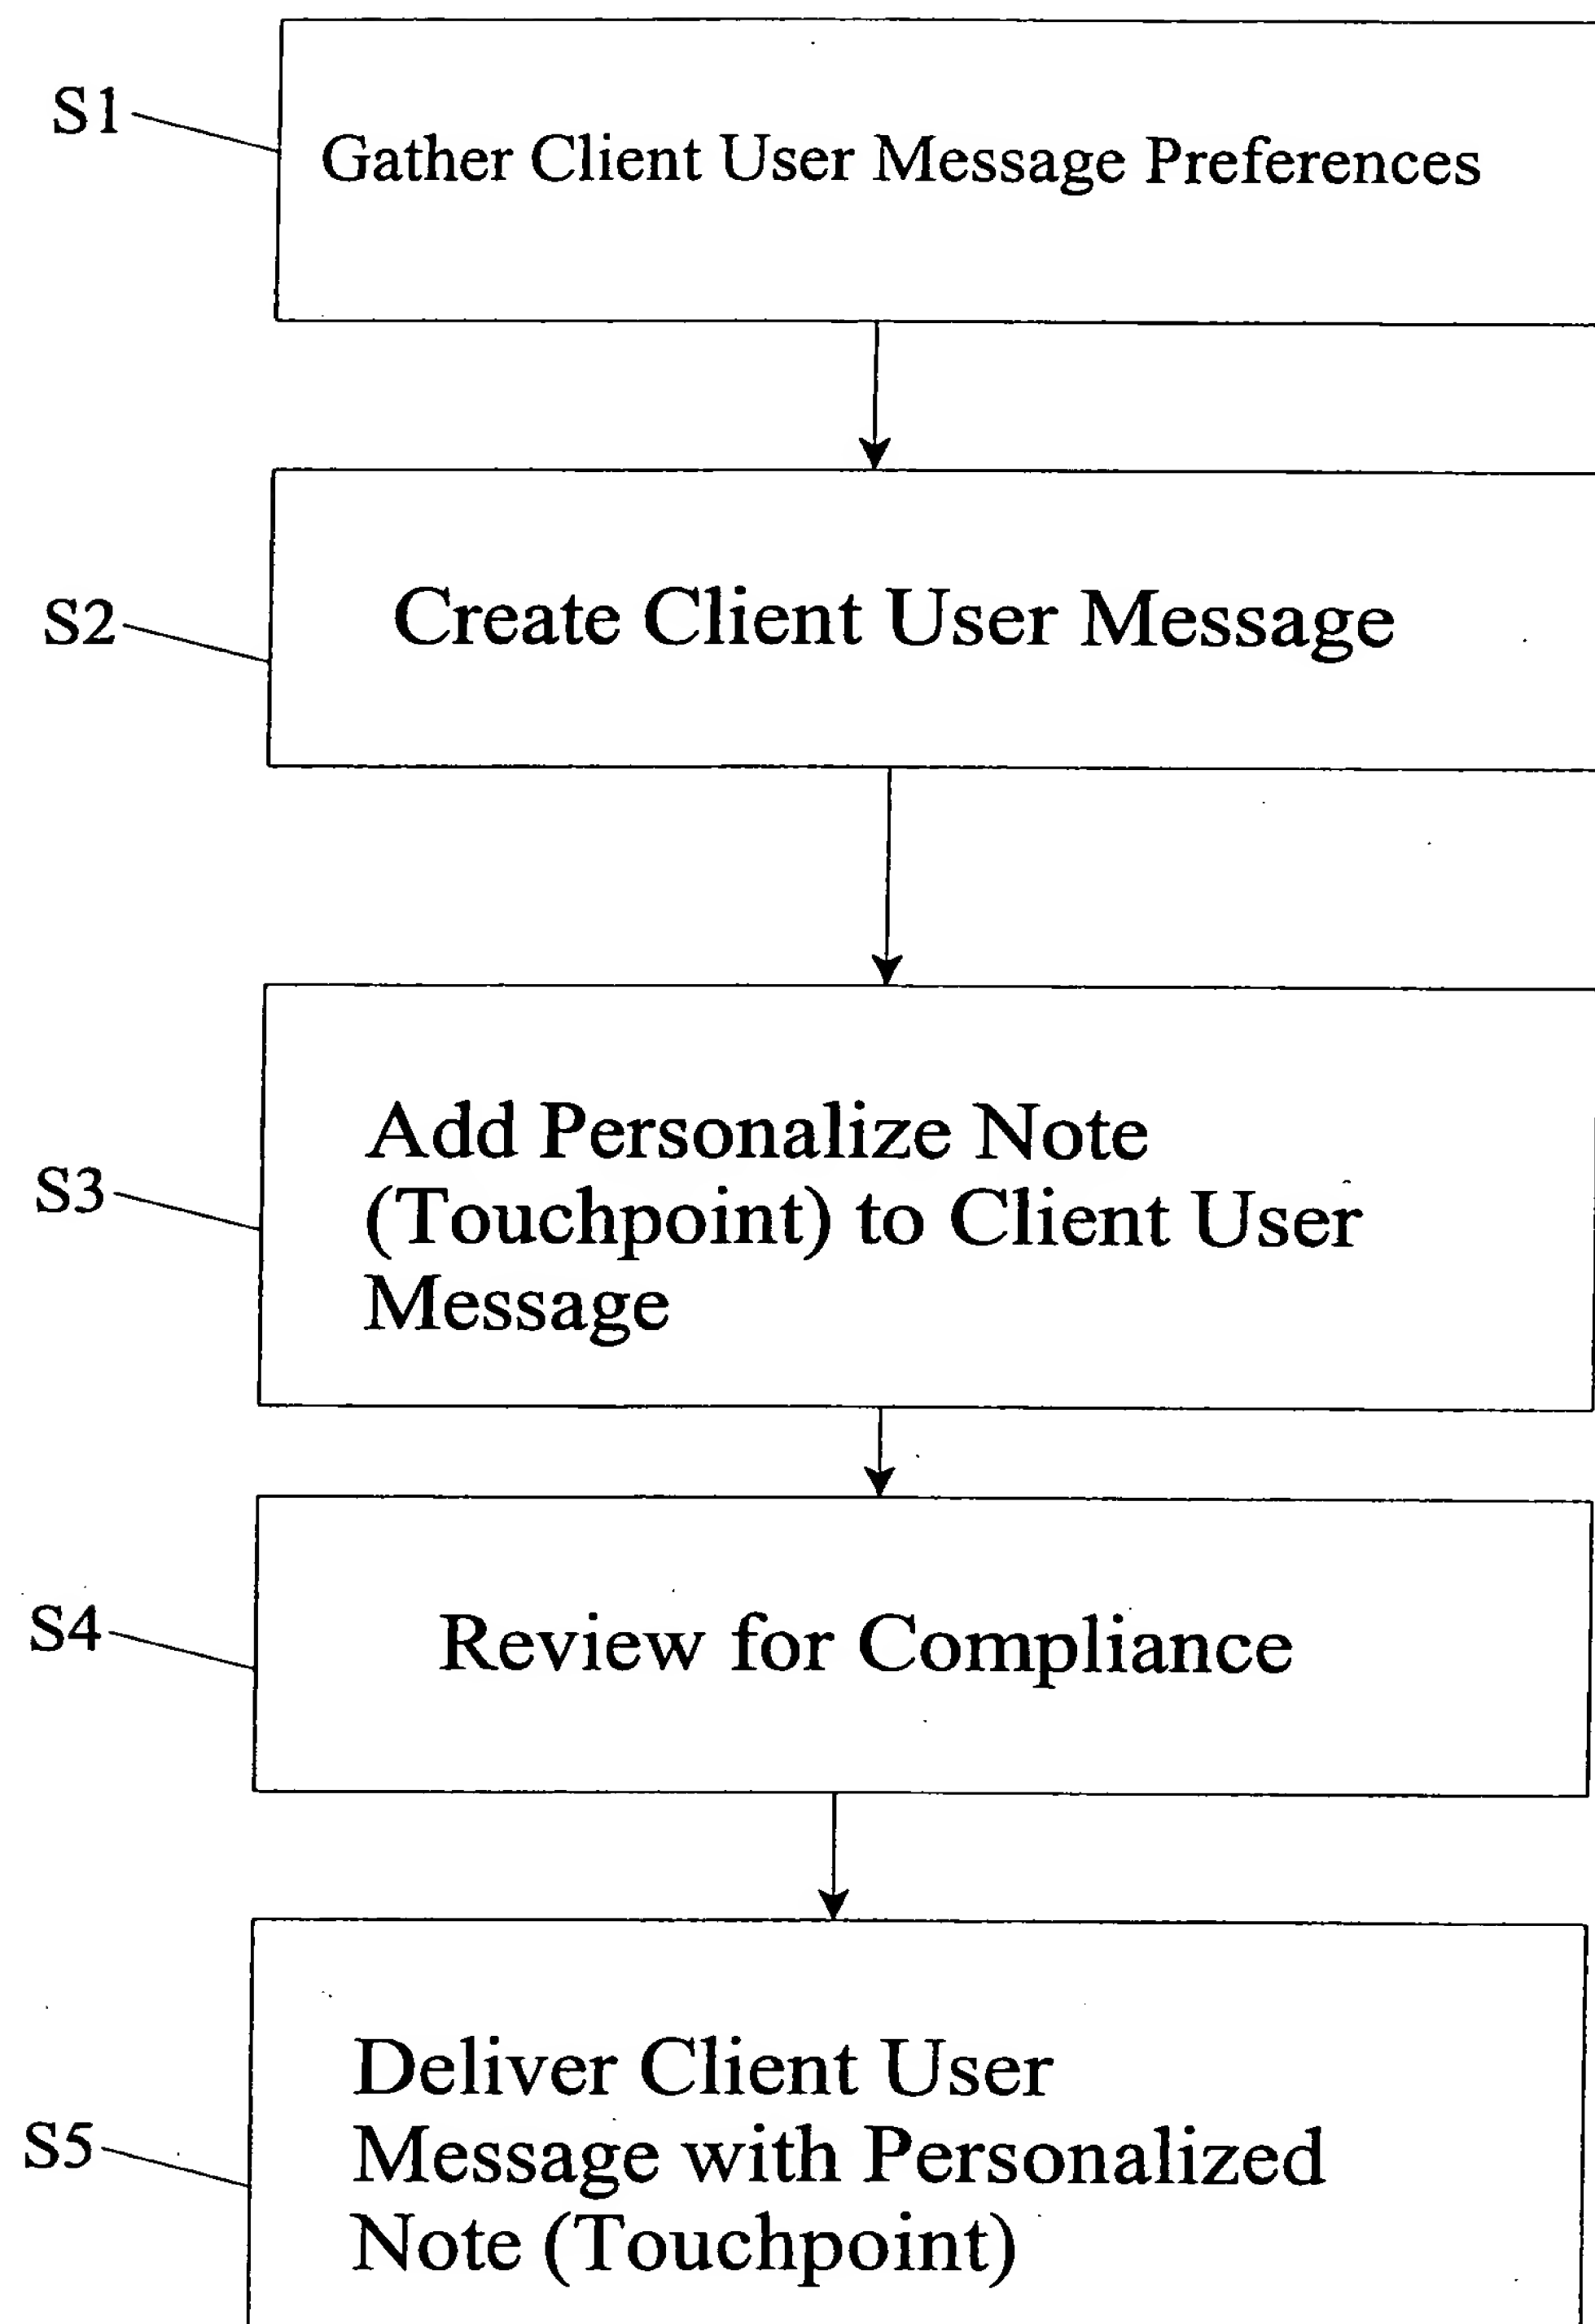 S1
Gather Client User Message Preferences
S2
Create Client User Message
S3
Add Personalize Note
(Touchpoint) to Client User
Message
S4
Review for Compliance
S5
Deliver Client User
Message with Personalized
Note (Touchpoint)